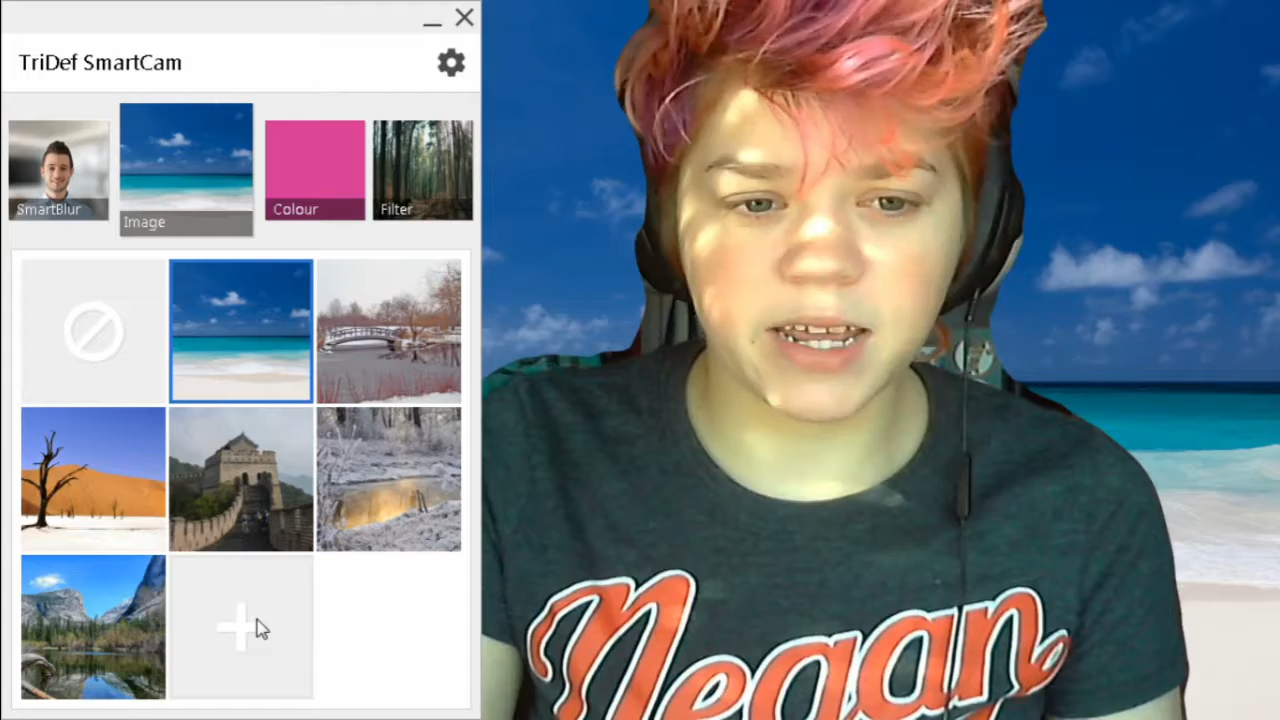 TriDef SmartCam
SmartBlur
Image
Colour
Filter
Negan